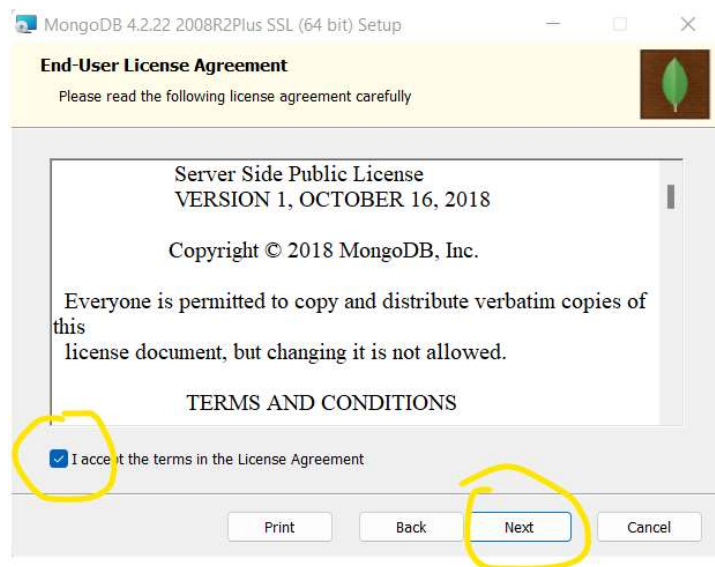 MongoDB 4.2.22 2008R2Plus SSL (64 bit) Setup
End-User License Agreement
Please read the following license agreement carefully
Server Side Public License
VERSION 1, OCTOBER 16, 2018
Copyright © 2018 MongoDB, Inc.
Everyone is permitted to copy and distribute verbatim copies of
this
license document, but changing it is not allowed.
TERMS AND CONDITIONS
I accept the terms in the License Agreement
Print Back Next Cancel